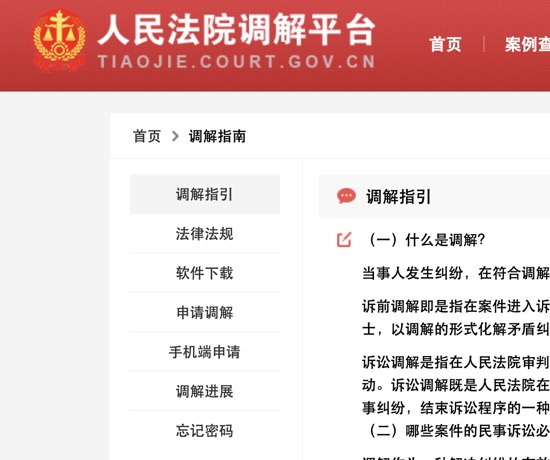 人民法院调解平台
TIAOJIE.COURT.GOV.CN
首页
案例查
首页 > 调解指南
调解指引
法律法规
软件下载
申请调解
手机端申请
调解进展
忘记密码
调解指引
（一）什么是调解?
当事人发生纠纷，在符合调解
诉前调解即是指在案件进入诉
士，以调解的形式化解矛盾纠
诉讼调解是指在人民法院审判
动。诉讼调解既是人民法院在
事纠纷，结束诉讼程序的一种
（二）哪些案件的民事诉讼必